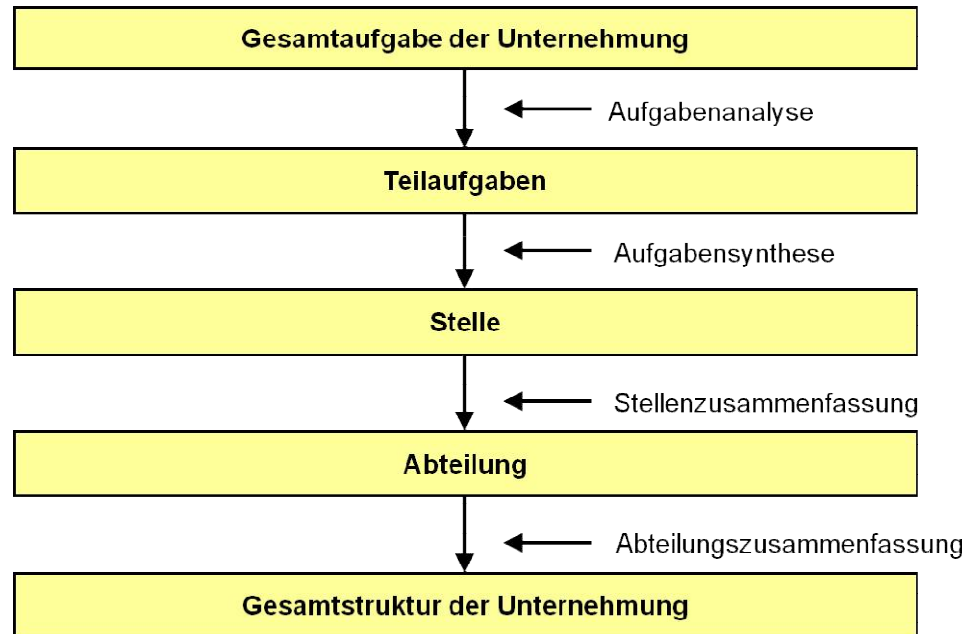 Gesamtaufgabe der Unternehmung
Aufgabenanalyse
Teilaufgaben
Aufgabensynthese
Stelle
Stellenzusammenfassung
Abteilung
Abteilungszusammenfassung
Gesamtstruktur der Unternehmung